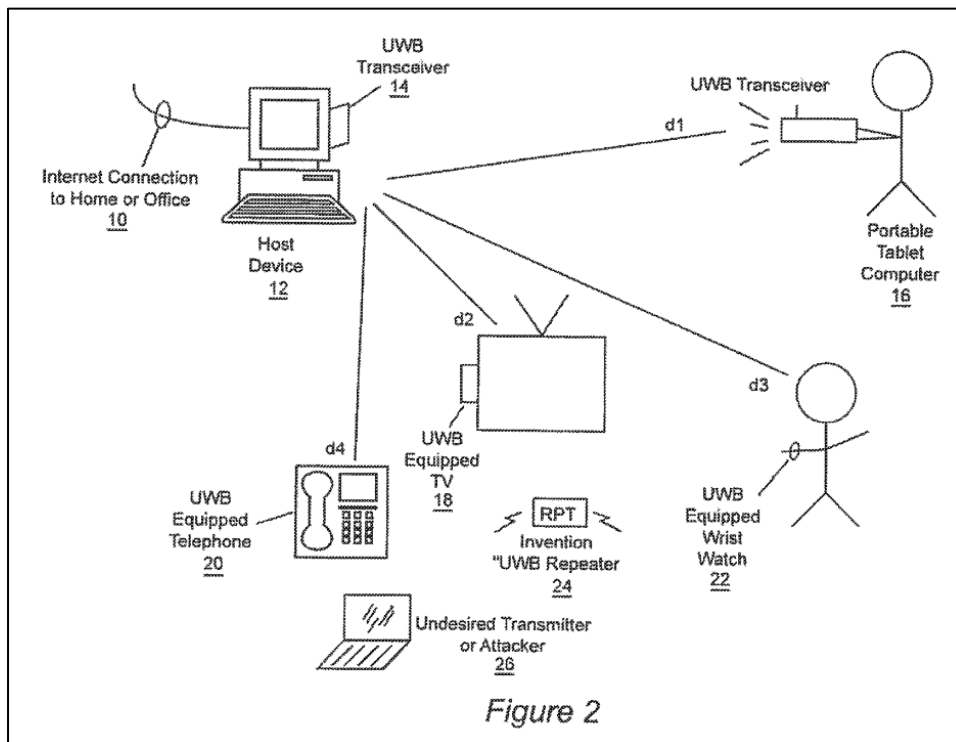 UWB
Transceiver
14
UWB Transceiver
d1
Internet Connection
to Home or Office
10
Host
Device
12
Portable
Tablet
Computer
16
d2
d3
UWB
Equipped
TV
18
d4
UWB
Equipped
Telephone
20
RPT
Invention
"UWB Repeater
24
UWB
Equipped
Wrist
Watch
22
Undesired Transmitter
or Attacker
26
Figure 2